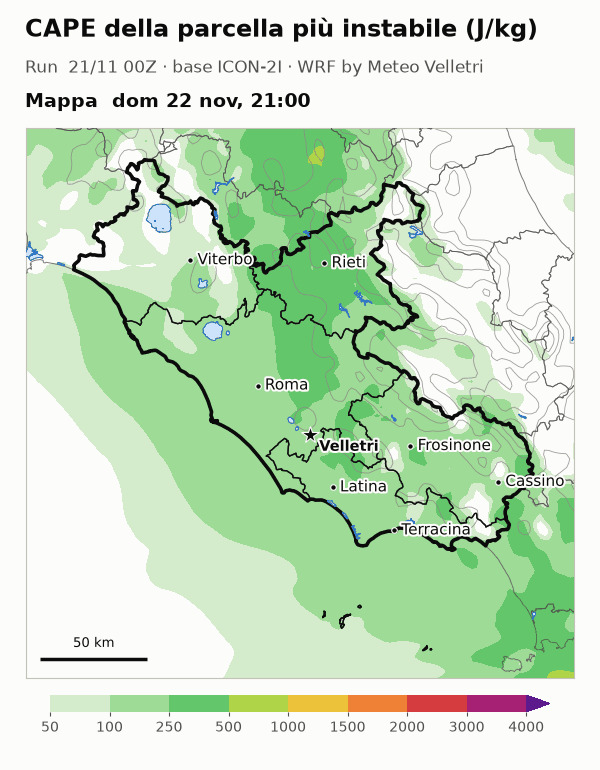 CAPE della parcella più instabile (J/kg)
Run  21/11 00Z · base ICON-2I · WRF by Meteo Velletri
Mappa  dom 22 nov, 21:00
Viterbo
Rieti
Roma
Velletri
Frosinone
Latina
Cassino
Terracina
50 km
50 100 250 500 1000 1500 2000 3000 4000